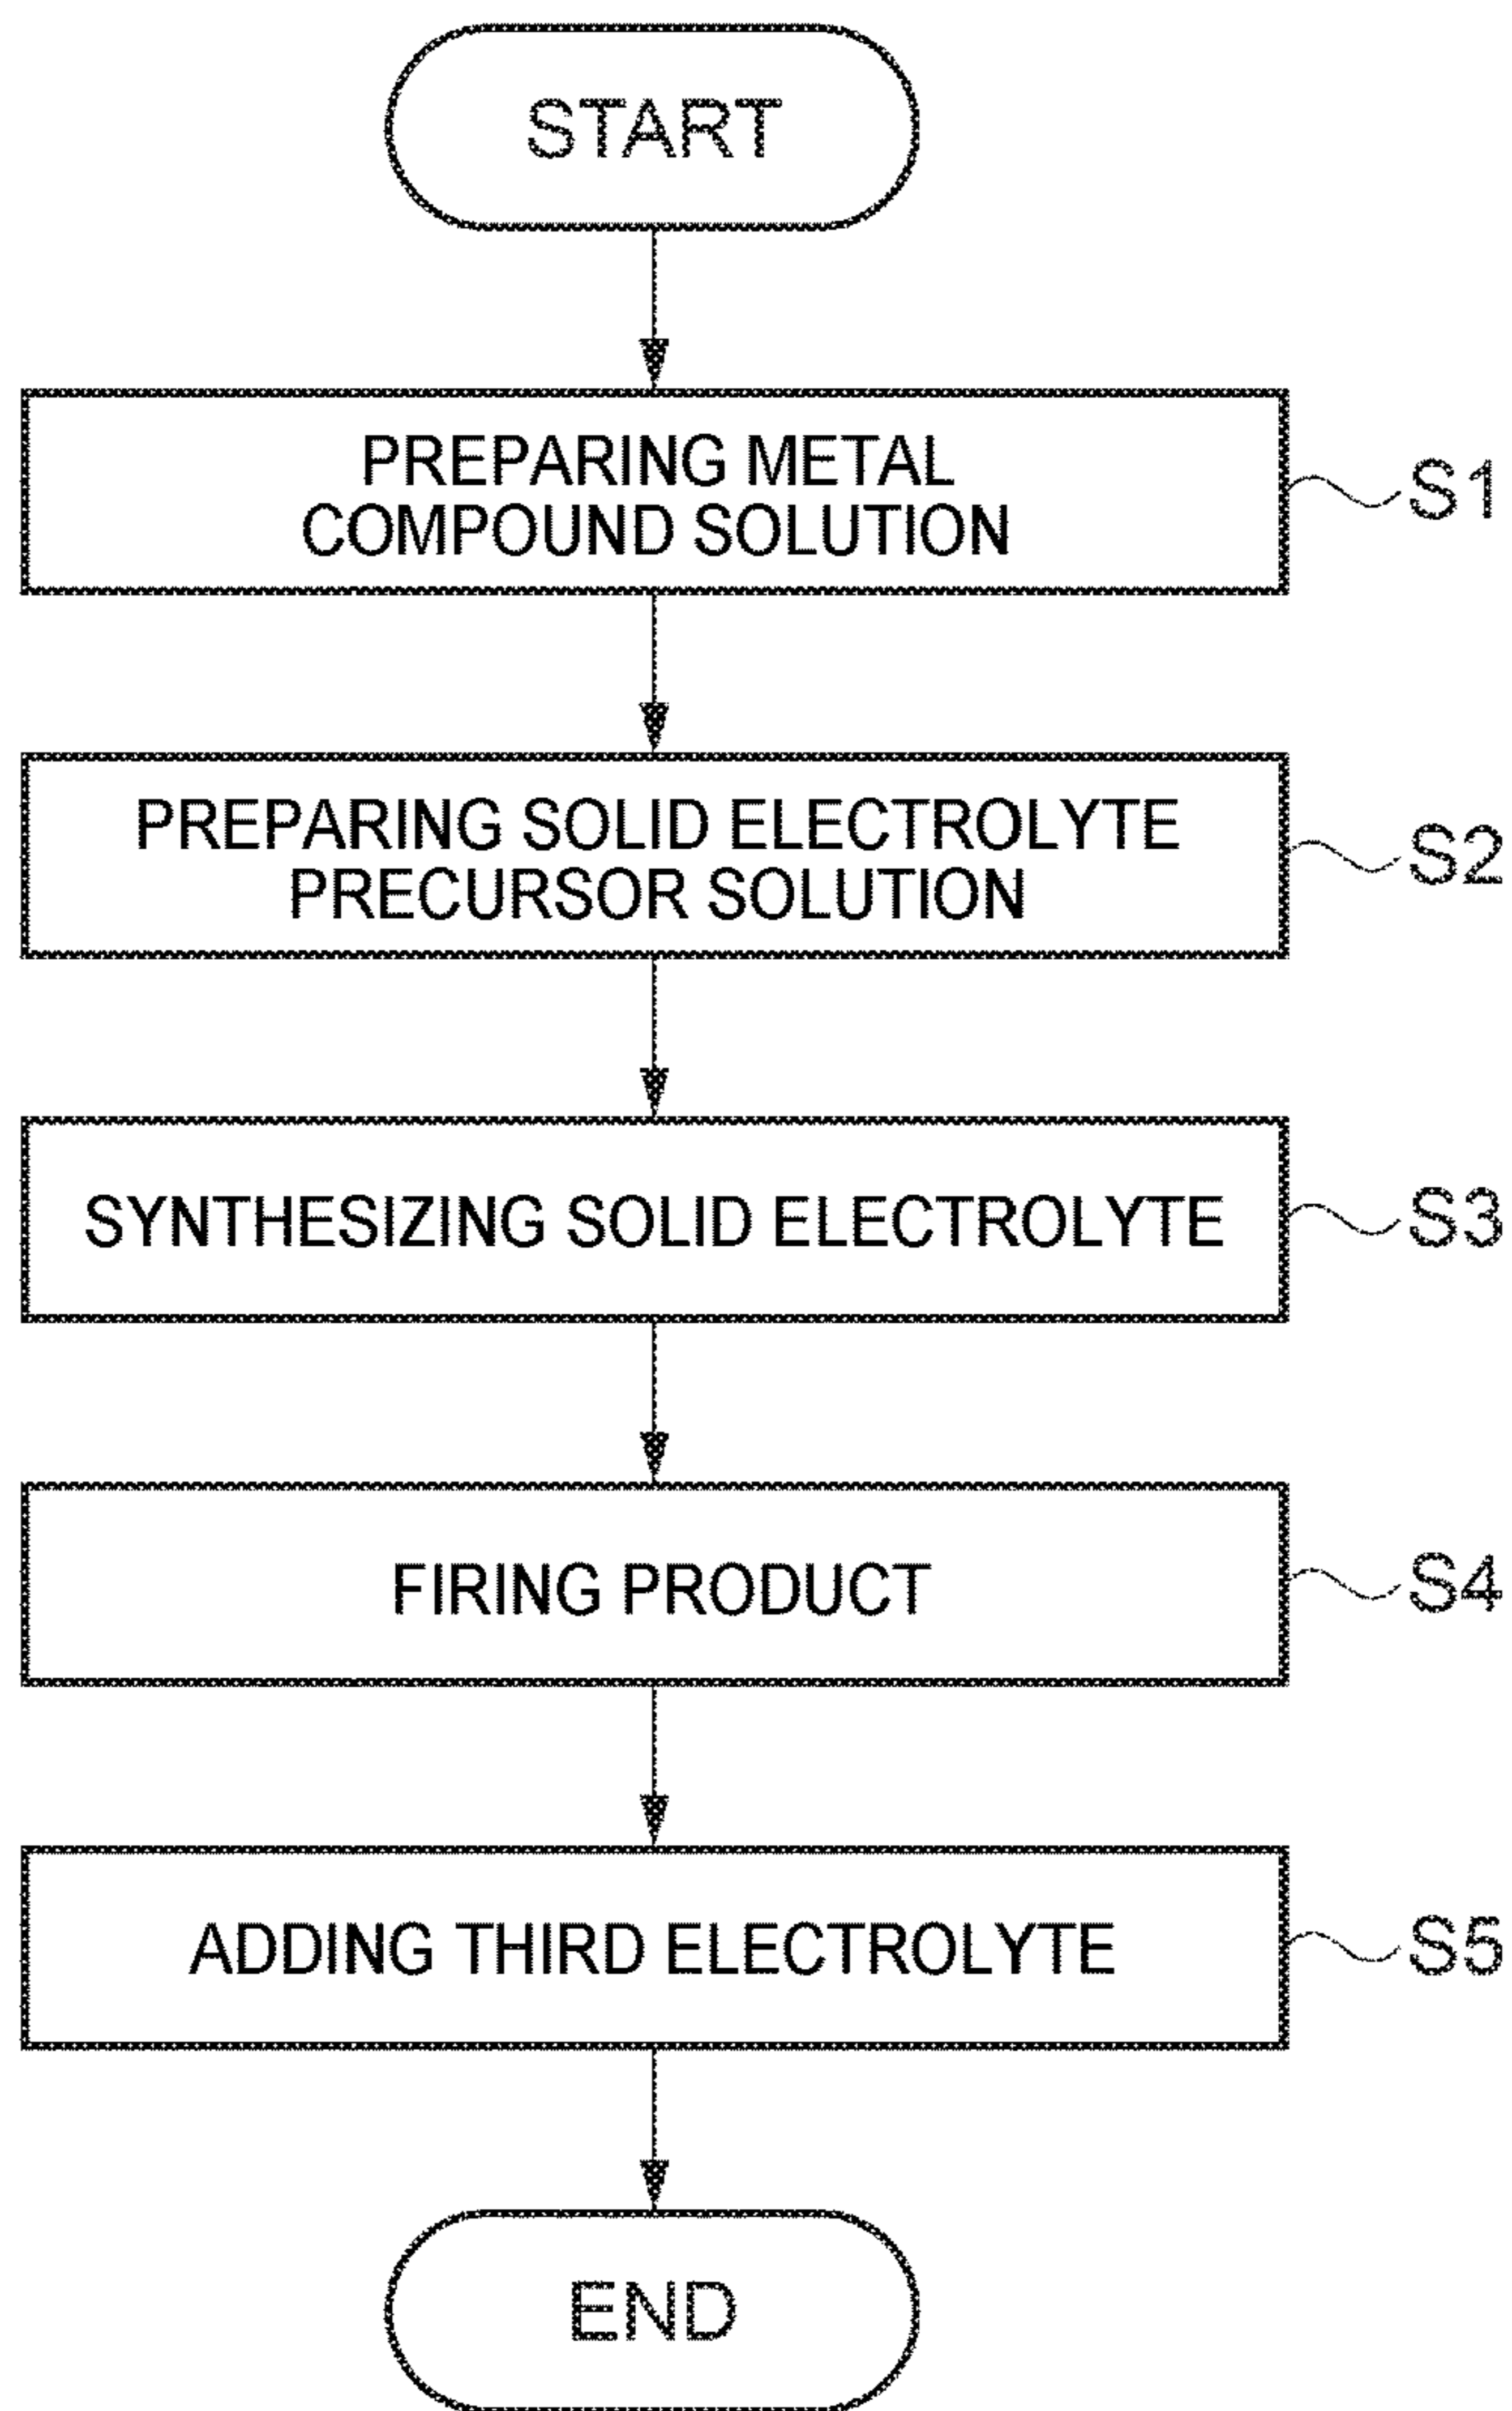 START
PREPARING METAL
COMPOUND SOLUTION
S1
PREPARING SOLID ELECTROLYTE
PRECURSOR SOLUTION
S2
SYNTHESIZING SOLID ELECTROLYTE
S3
FIRING PRODUCT
S4
ADDING THIRD ELECTROLYTE
S5
END